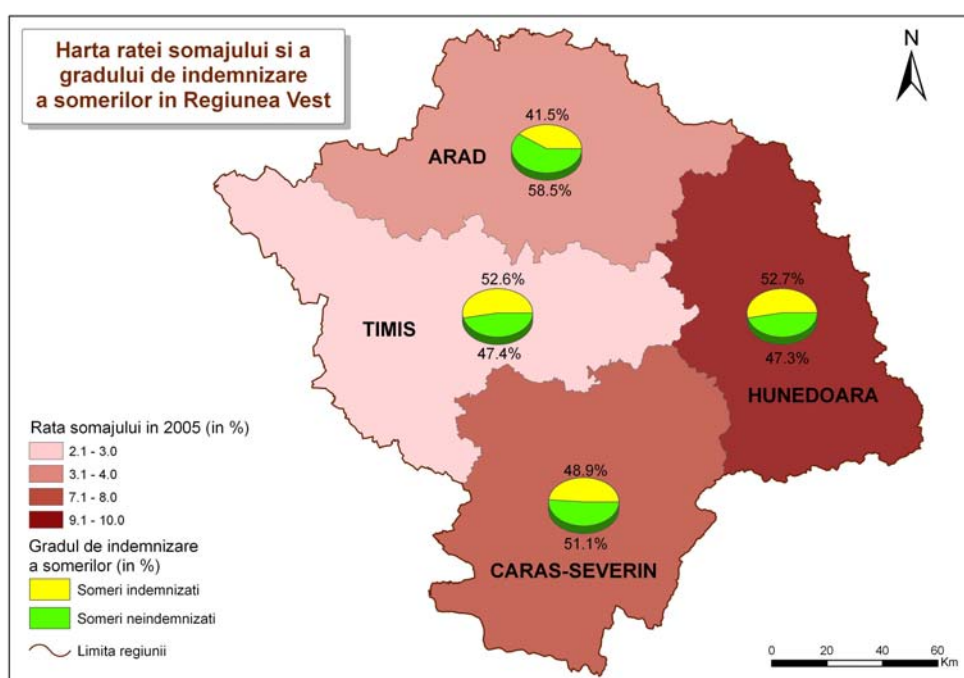 Harta ratei somajului si a
gradului de indemnizare
a somerilor in Regiunea Vest
N
41.5%
ARAD
58.5%
52.6%
TIMIS
47.4%
52.7%
47.3%
HUNEDOARA
48.9%
51.1%
CARAS-SEVERIN
Rata somajului in 2005 (in %)
2.1 - 3.0
3.1 - 4.0
7.1 - 8.0
9.1 - 10.0
Gradul de indemnizare
a somerilor (in %)
Someri indemnizati
Someri neindemnizati
Limita regiunii
0 20 40 60
Km